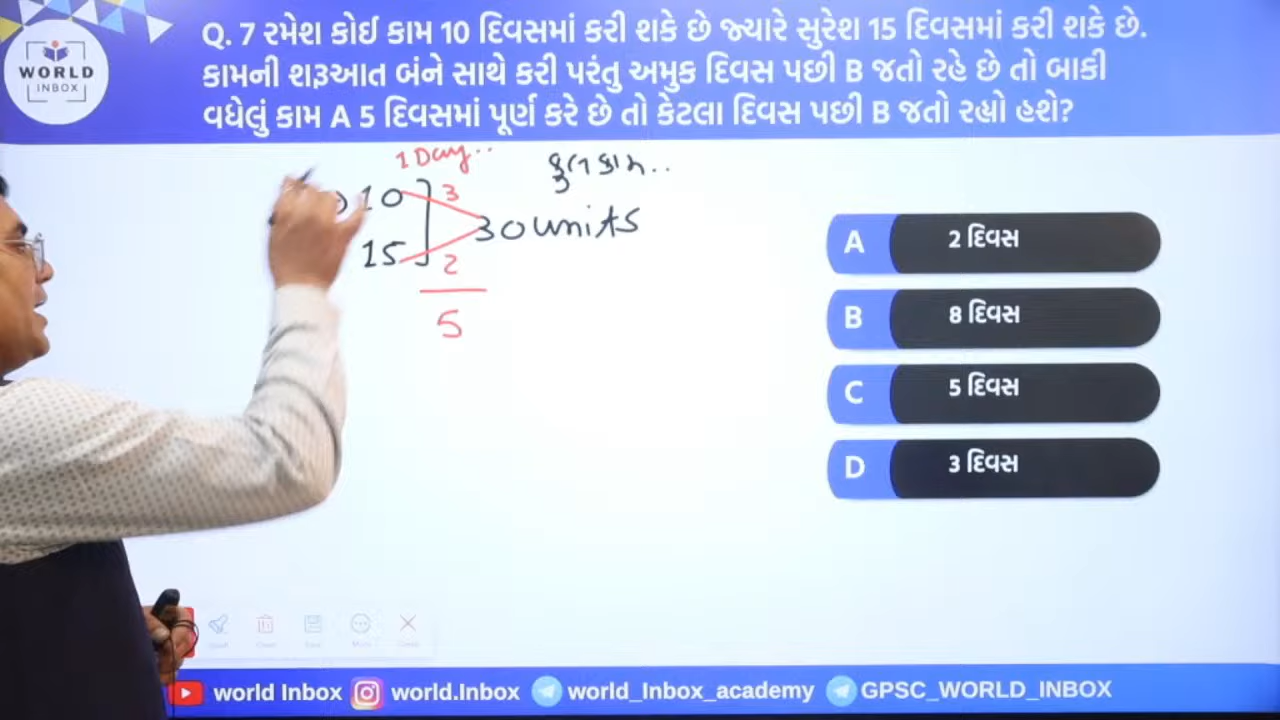 WORLD
INBOX
Q. 7 રમેશ કોઈ કામ 10 દિવસમાં કરી શકે છે જ્યારે સુરેશ 15 દિવસમાં કરી શકે છે.
કામની શરૂઆત બંને સાથે કરી પરંતુ અમુક દિવસ પછી B જતો રહે છે તો બાકી
વધેલું કામ A 5 દિવસમાં પૂર્ણ કરે છે તો કેટલા દિવસ પછી B જતો રહ્યો હશે?
1 Day..
કુલ કામ..
10
3
30 units
15
2
5
A 2 દિવસ
B 8 દિવસ
C 5 દિવસ
D 3 દિવસ
world Inbox world.Inbox world_Inbox_academy GPSC_WORLD_INBOX